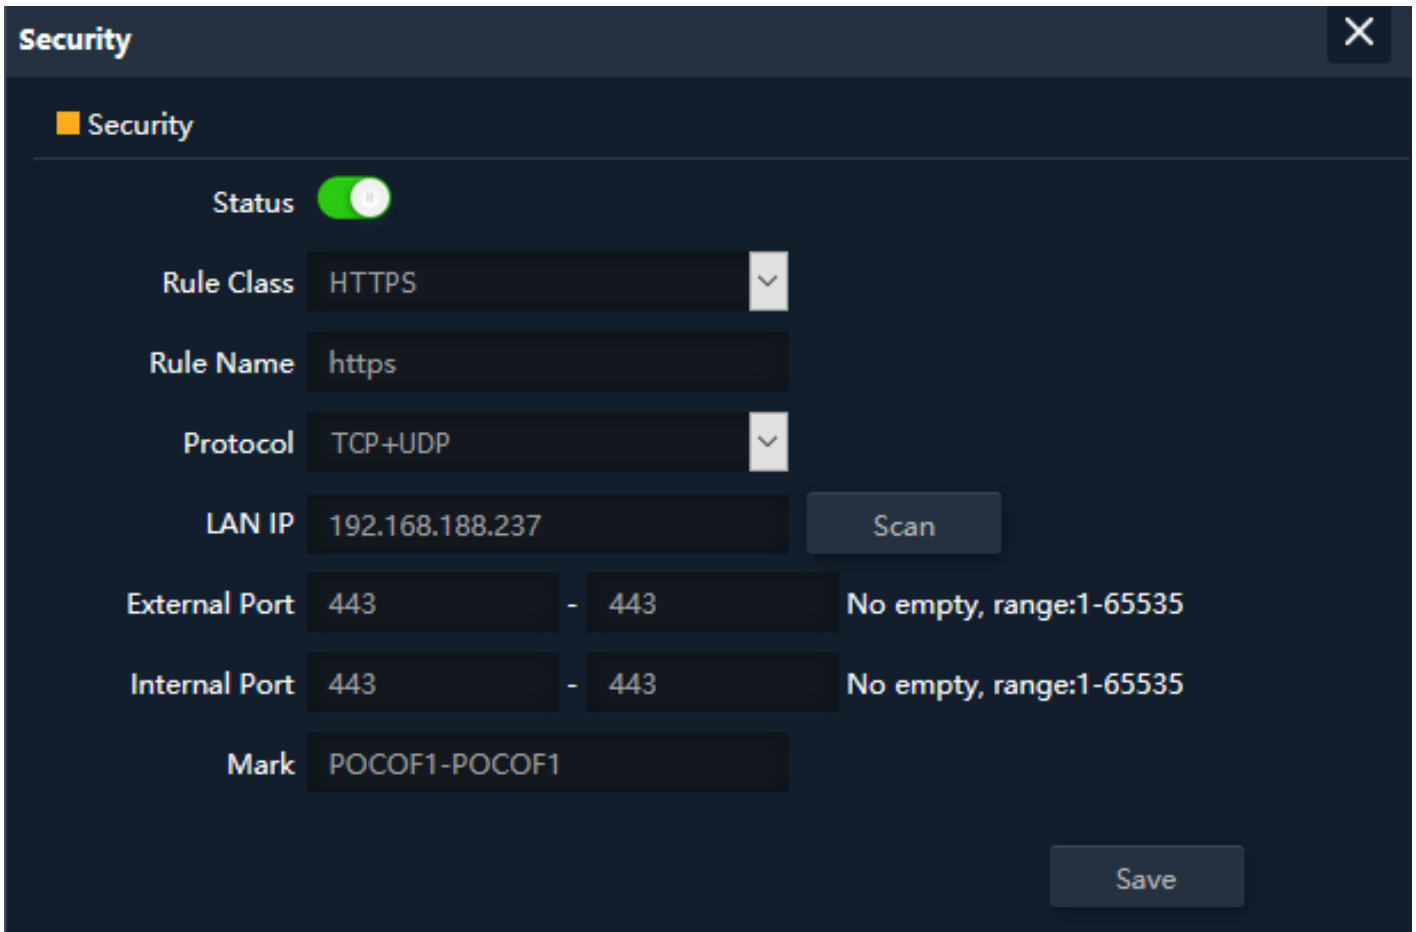 Security
Security
Status
Rule Class HTTPS
Rule Name https
Protocol TCP+UDP
LAN IP 192.168.188.237 Scan
External Port 443 - 443 No empty, range:1-65535
Internal Port 443 - 443 No empty, range:1-65535
Mark POCOF1-POCOF1
Save